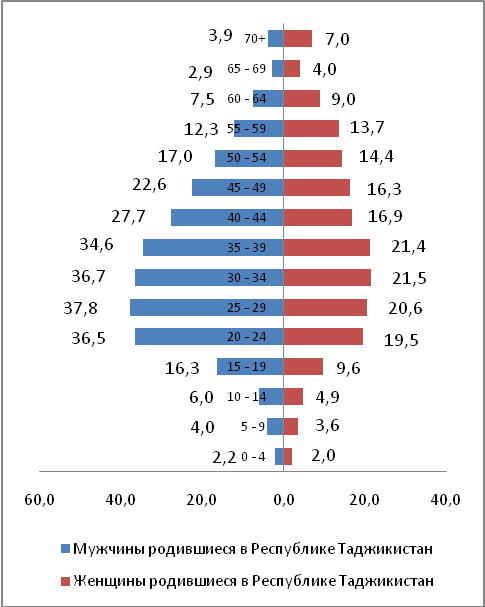 3,9 70+ 7,0
2,9 65 - 69 4,0
7,5 60 - 64 9,0
12,3 55 - 59 13,7
17,0 50 - 54 14,4
22,6 45 - 49 16,3
27,7 40 - 44 16,9
34,6 35 - 39 21,4
36,7 30 - 34 21,5
37,8 25 - 29 20,6
36,5 20 - 24 19,5
16,3 15 - 19 9,6
6,0 10 - 14 4,9
4,0 5 - 9 3,6
2,2 0 - 4 2,0
60,0 40,0 20,0 0,0 20,0 40,0
Мужчины родившиеся в Республике Таджикистан
Женщины родившиеся в Республике Таджикистан